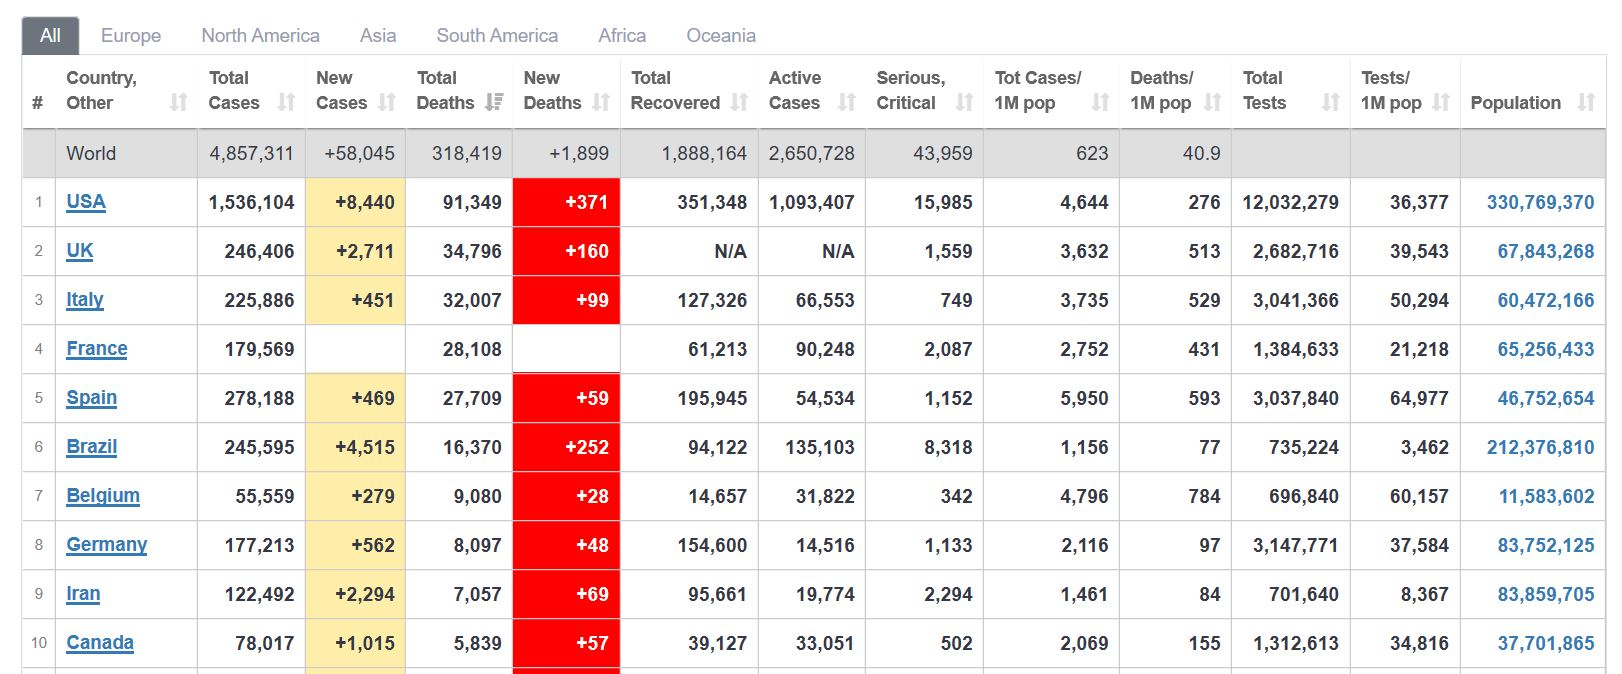 All Europe North America Asia South America Africa Oceania
# Country, Other Total Cases New Cases Total Deaths New Deaths Total Recovered Active Cases Serious, Critical Tot Cases/ 1M pop Deaths/ 1M pop Total Tests Tests/ 1M pop Population
World 4,857,311 +58,045 318,419 +1,899 1,888,164 2,650,728 43,959 623 40.9
1 USA 1,536,104 +8,440 91,349 +371 351,348 1,093,407 15,985 4,644 276 12,032,279 36,377 330,769,370
2 UK 246,406 +2,711 34,796 +160 N/A N/A 1,559 3,632 513 2,682,716 39,543 67,843,268
3 Italy 225,886 +451 32,007 +99 127,326 66,553 749 3,735 529 3,041,366 50,294 60,472,166
4 France 179,569 28,108 61,213 90,248 2,087 2,752 431 1,384,633 21,218 65,256,433
5 Spain 278,188 +469 27,709 +59 195,945 54,534 1,152 5,950 593 3,037,840 64,977 46,752,654
6 Brazil 245,595 +4,515 16,370 +252 94,122 135,103 8,318 1,156 77 735,224 3,462 212,376,810
7 Belgium 55,559 +279 9,080 +28 14,657 31,822 342 4,796 784 696,840 60,157 11,583,602
8 Germany 177,213 +562 8,097 +48 154,600 14,516 1,133 2,116 97 3,147,771 37,584 83,752,125
9 Iran 122,492 +2,294 7,057 +69 95,661 19,774 2,294 1,461 84 701,640 8,367 83,859,705
10 Canada 78,017 +1,015 5,839 +57 39,127 33,051 502 2,069 155 1,312,613 34,816 37,701,865